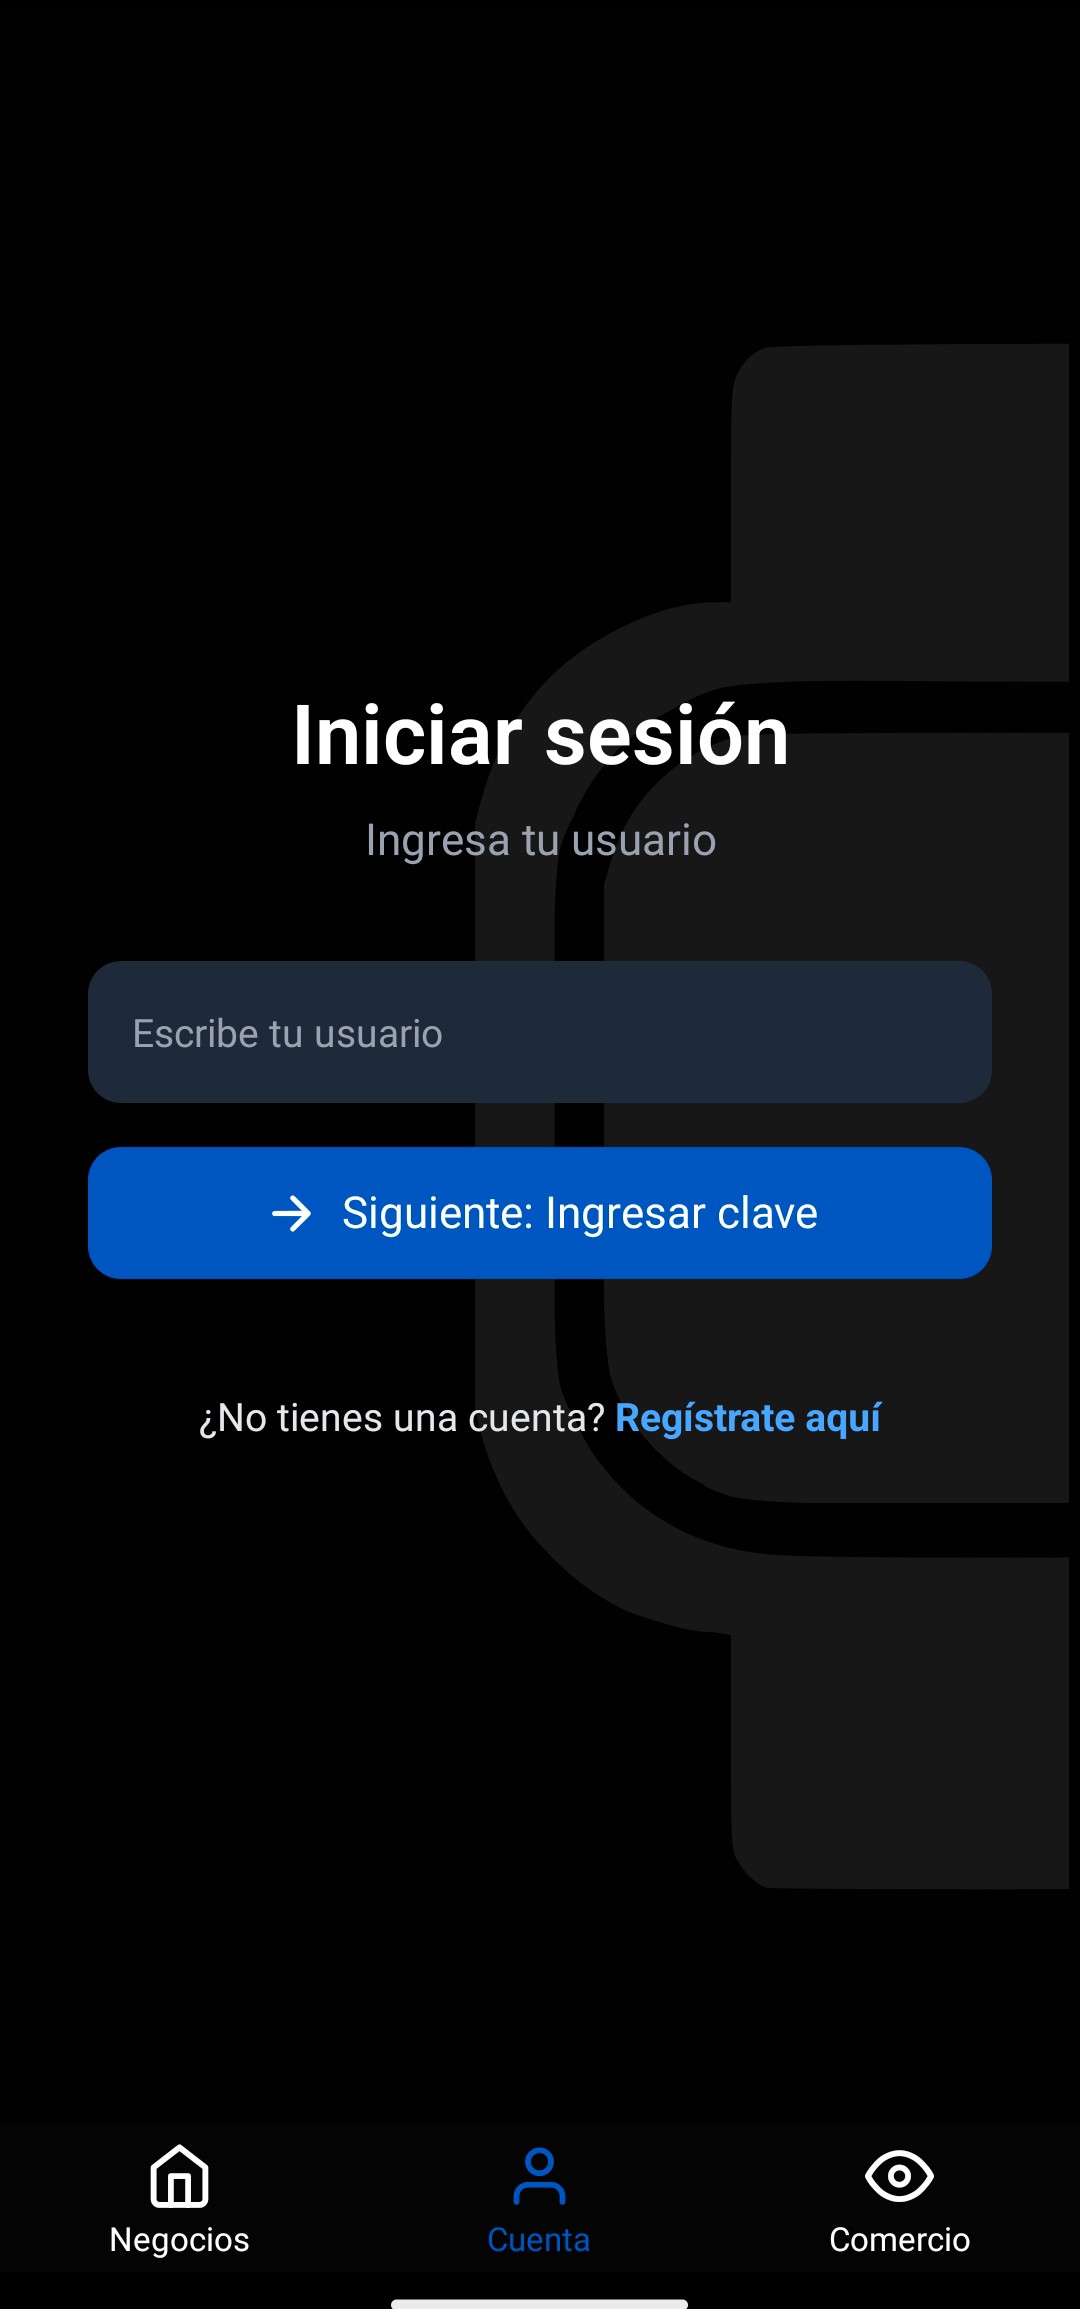 Iniciar sesión
Ingresa tu usuario
Escribe tu usuario
Siguiente: Ingresar clave
¿No tienes una cuenta? Regístrate aquí
Negocios
Cuenta
Comercio